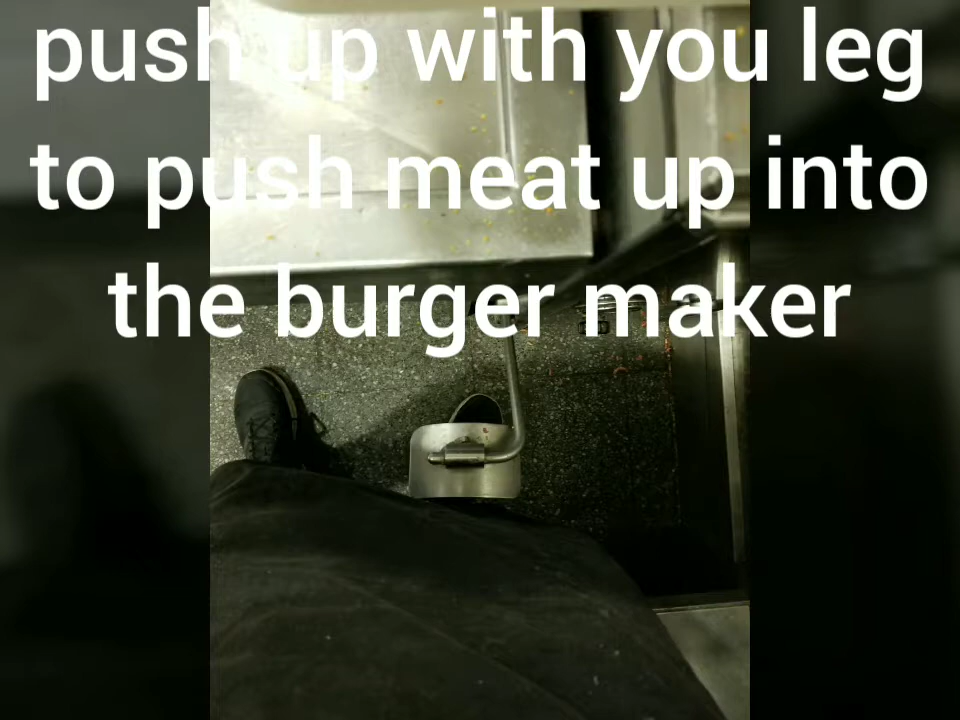 push up with you leg
to push meat up into
the burger maker